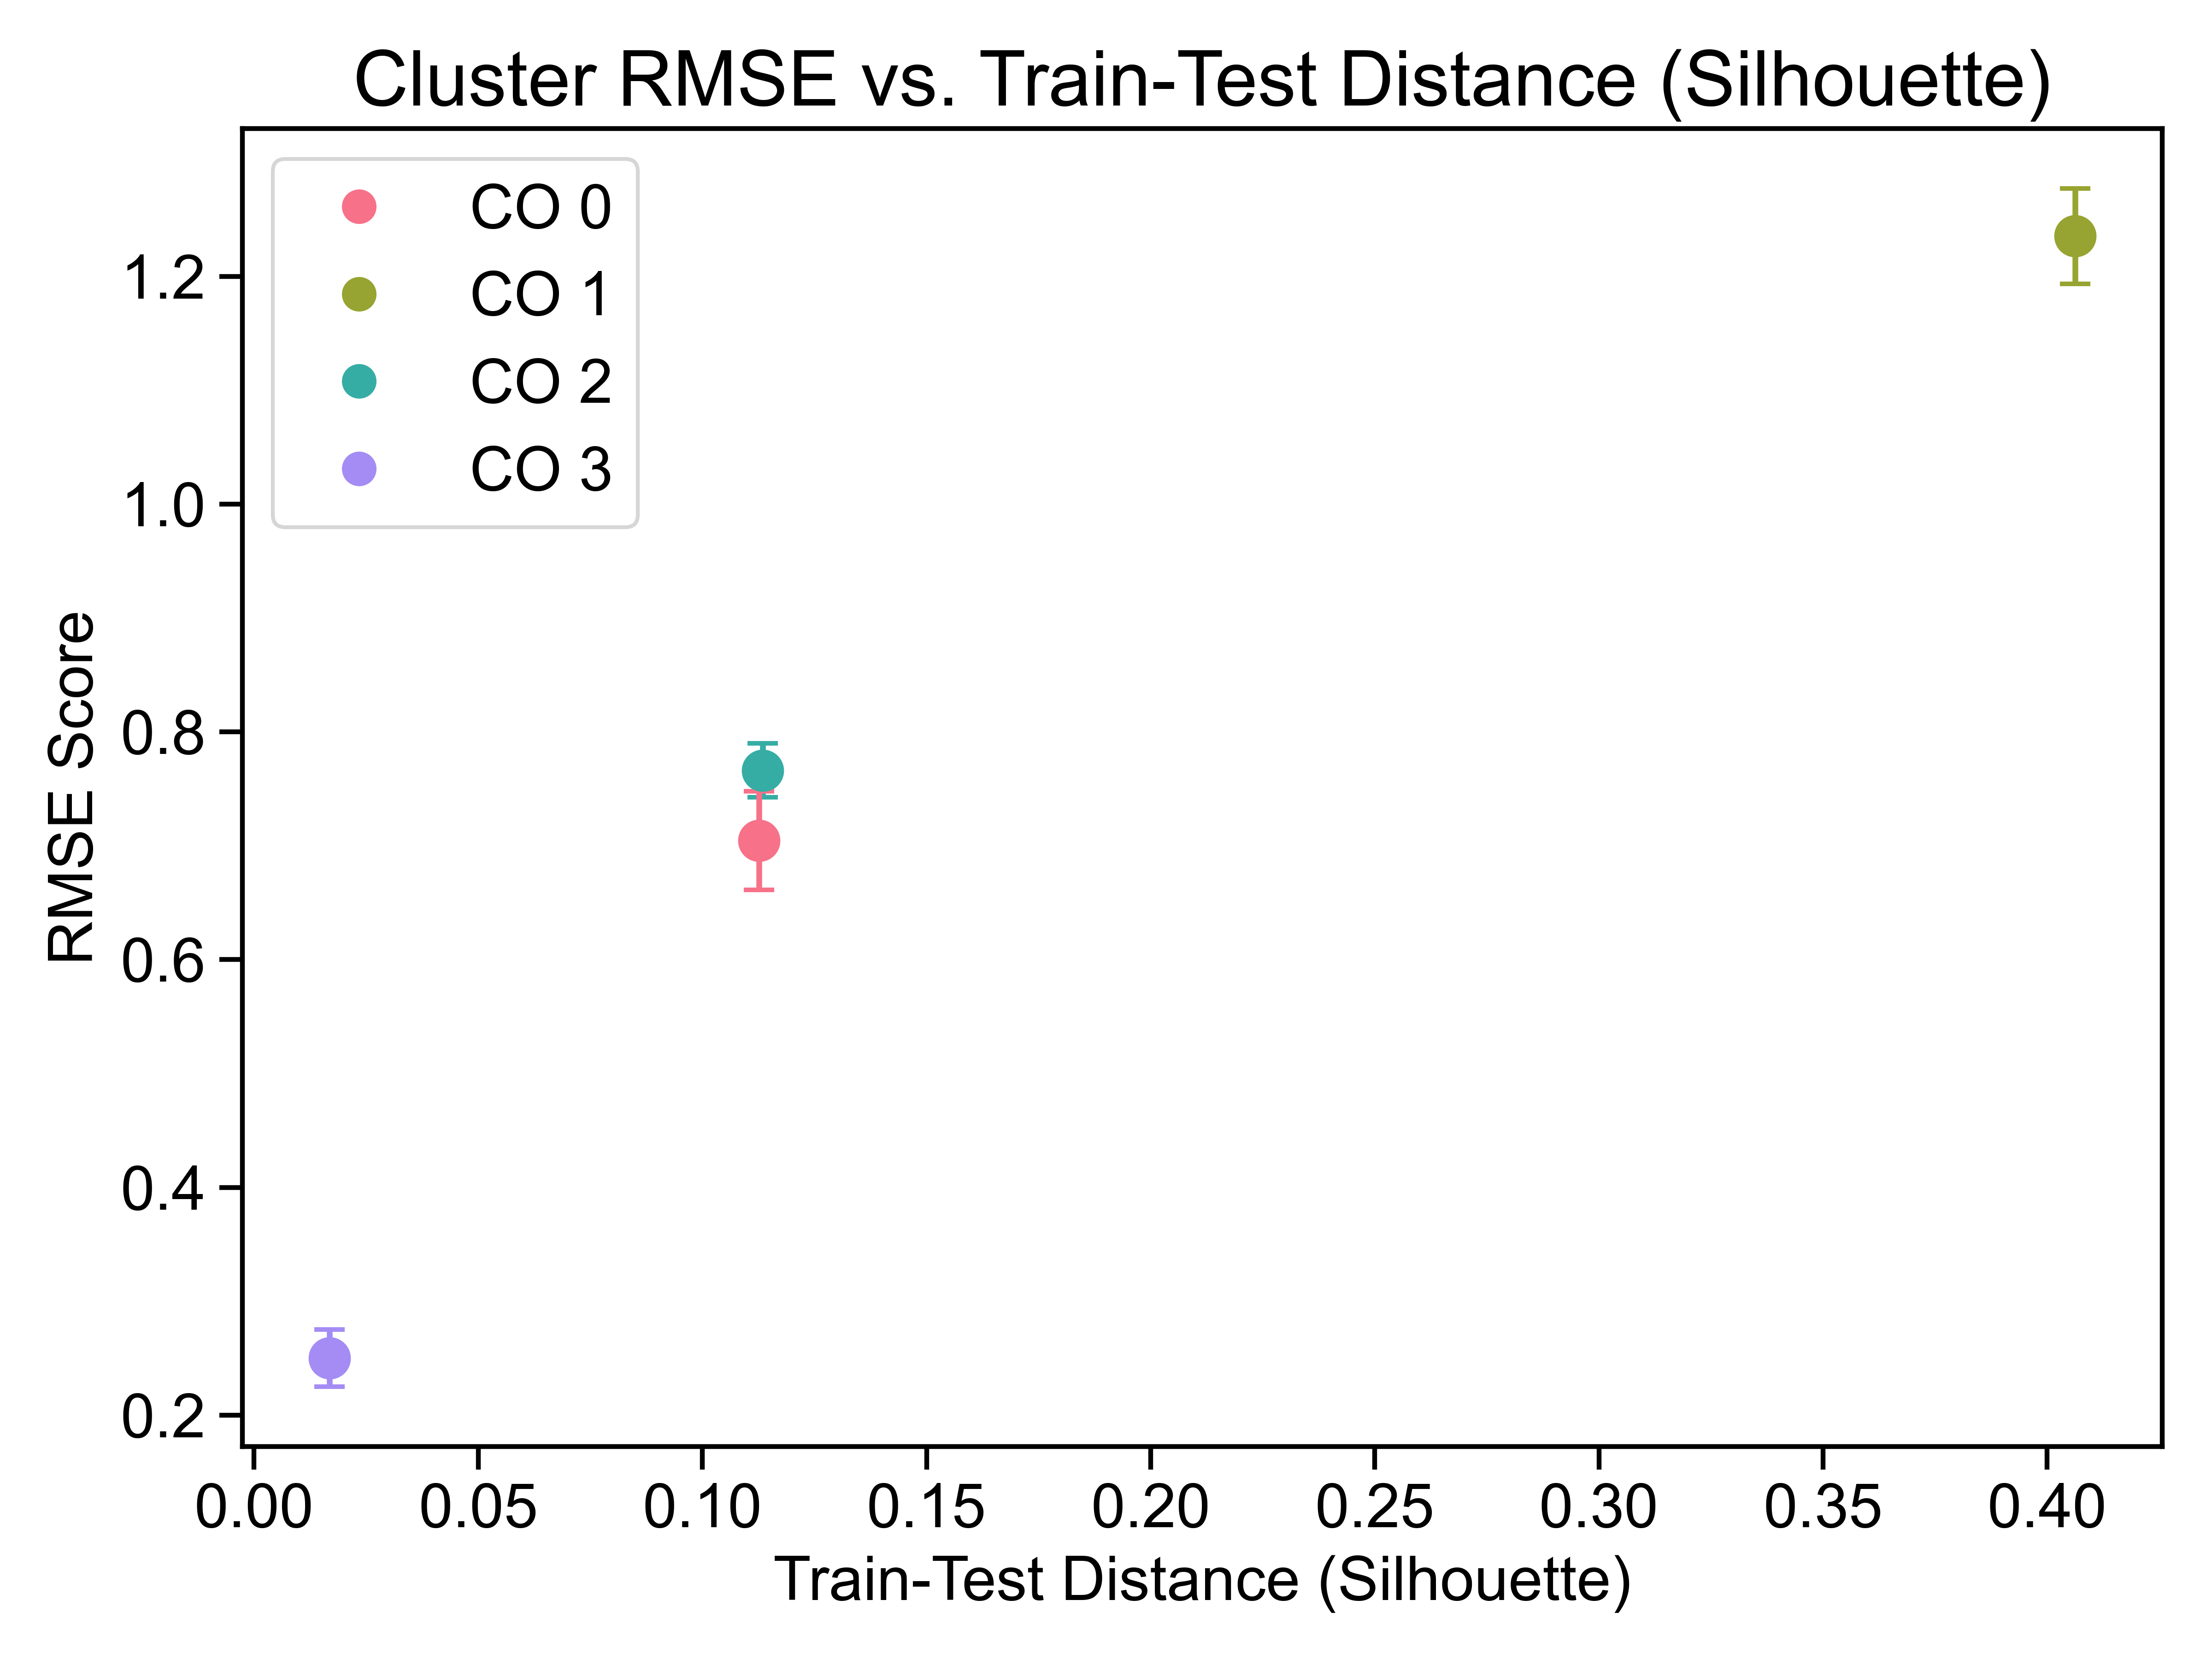 Cluster RMSE vs. Train-Test Distance (Silhouette)
CO 0
CO 1
CO 2
CO 3
RMSE Score
1.2
1.0
0.8
0.6
0.4
0.2
0.00 0.05 0.10 0.15 0.20 0.25 0.30 0.35 0.40
Train-Test Distance (Silhouette)